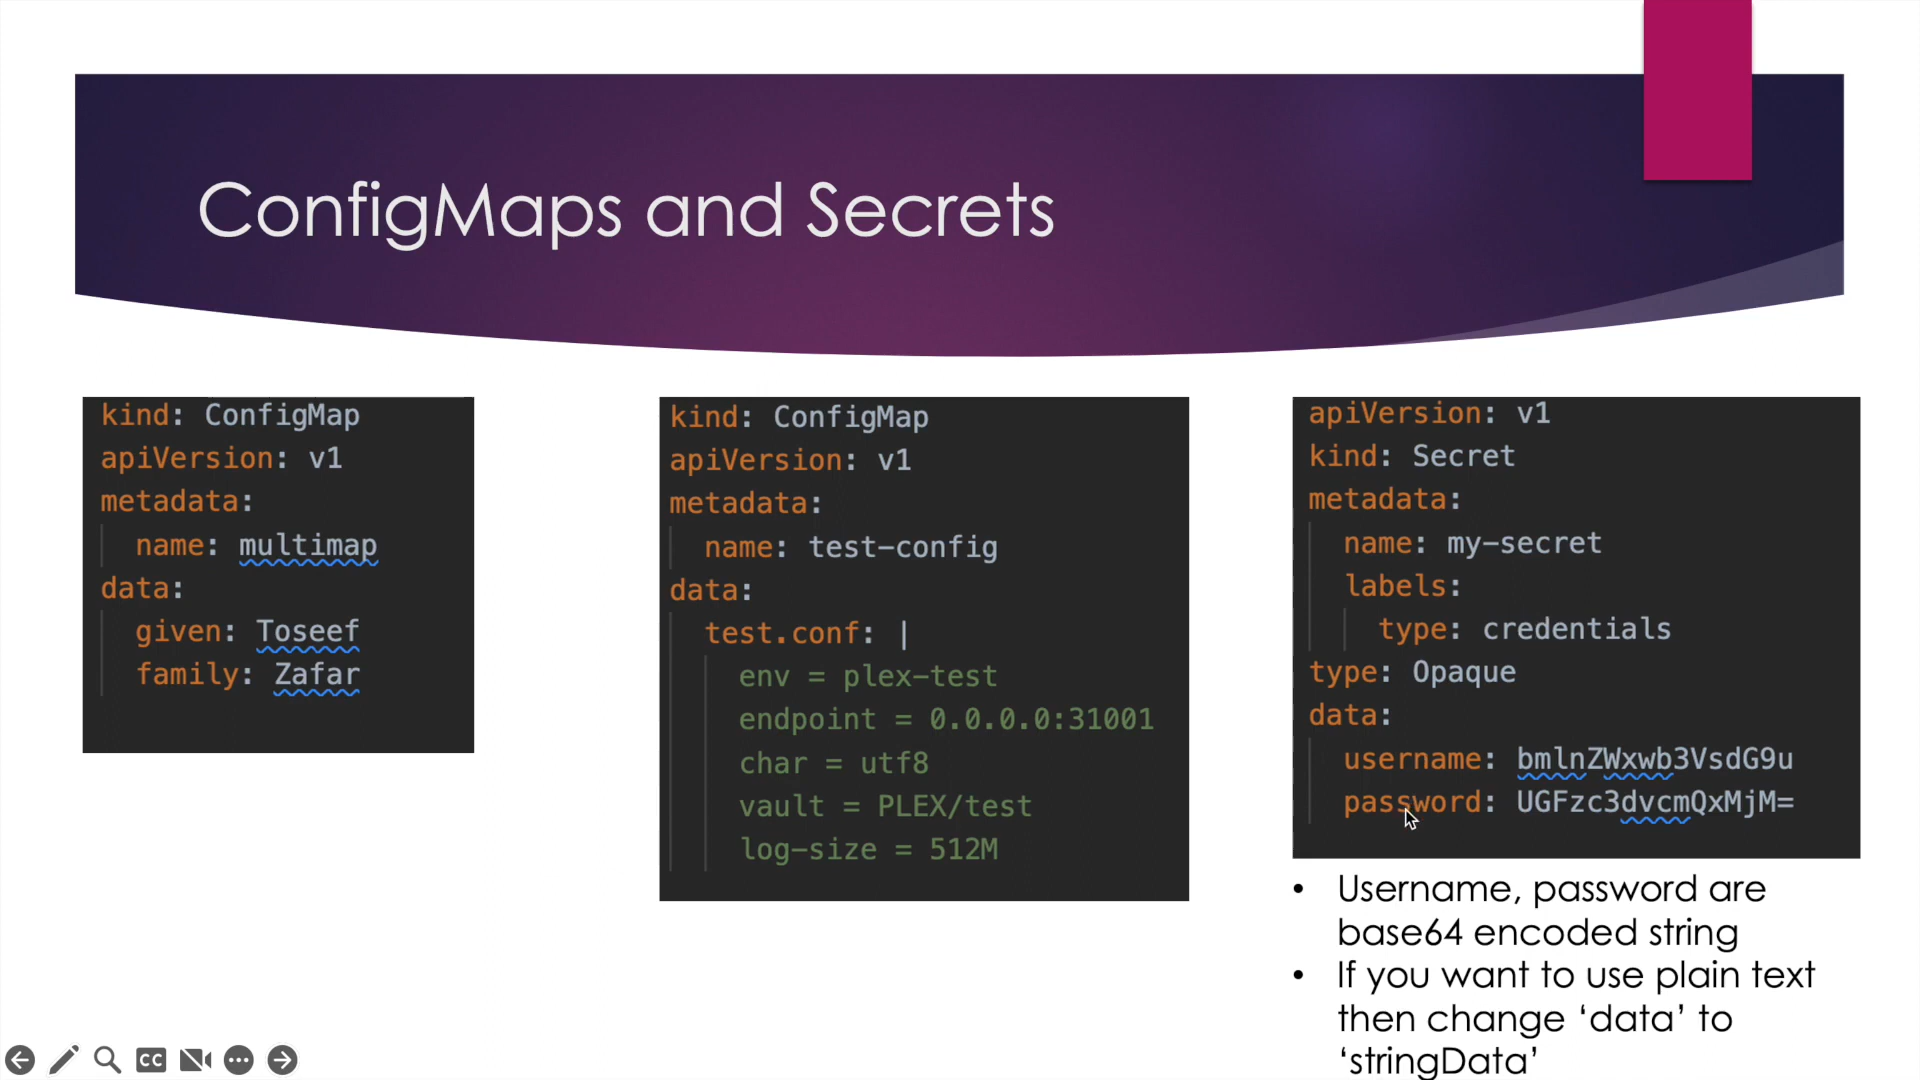 ConfigMaps and Secrets
kind: ConfigMap
apiVersion: v1
metadata:
name: multimap
data:
given: Toseef
family: Zafar
kind: ConfigMap
apiVersion: v1
metadata:
name: test-config
data:
test.conf: |
env = plex-test
endpoint = 0.0.0.0:31001
char = utf8
vault = PLEX/test
log-size = 512M
apiVersion: v1
kind: Secret
metadata:
name: my-secret
labels:
type: credentials
type: Opaque
data:
username: bmlnZWxwb3VsdG9u
password: UGFzc3dvcmQxMjM=
• Username, password are
base64 encoded string
• If you want to use plain text
then change ‘data’ to
‘stringData’
CC